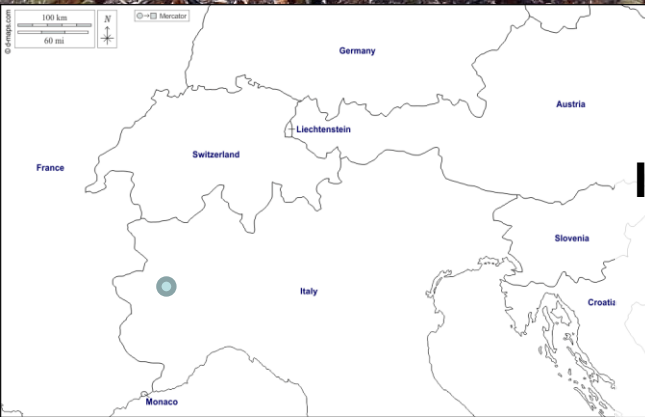 100 km
60 mi
N
Mercator
© d-maps.com
Germany
Austria
Liechtenstein
Switzerland
France
Slovenia
Italy
Croatia
Monaco